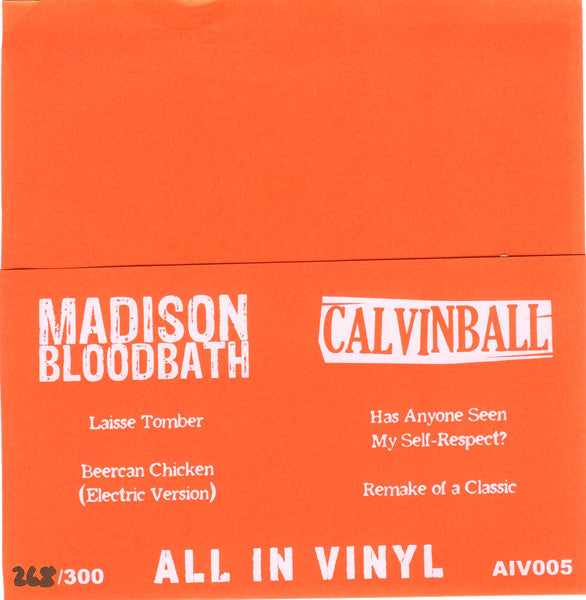 MADISON
BLOODBATH
Laisse Tomber
Beercan Chicken
(Electric Version)
CALVINBALL
Has Anyone Seen
My Self-Respect?
Remake of a Classic
268/300
ALL IN VINYL
AIV005